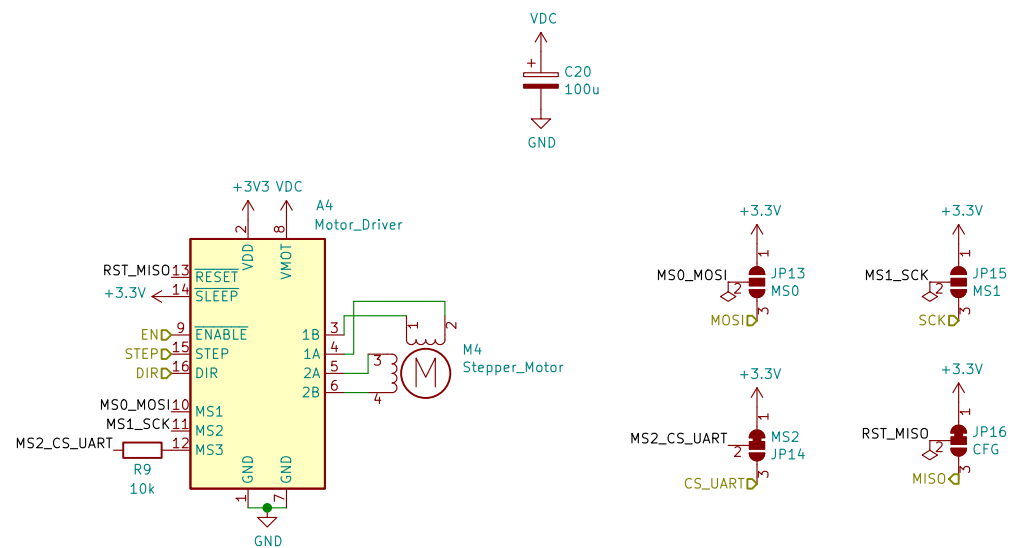 VDC
+
C20
100u
GND
+3V3 VDC
A4
Motor_Driver
2
8
VDD
VMOT
RST_MISO 13 RESET
+3.3V 14 SLEEP
EN 9 ENABLE
STEP 15 STEP
DIR 16 DIR
MS0_MOSI 10 MS1
MS1_SCK 11 MS2
MS2_CS_UART 12 MS3
R9
10k
1B 3
1A 4
2A 5
2B 6
1
2
3
4
M
M4
Stepper_Motor
GND
GND
1
7
GND
+3.3V
1
MS0_MOSI
2
JP13
MS0
3
MOSI
+3.3V
1
MS1_SCK
2
JP15
MS1
3
SCK
+3.3V
1
MS2_CS_UART
2
MS2
JP14
3
CS_UART
+3.3V
1
RST_MISO
2
JP16
CFG
3
MISO